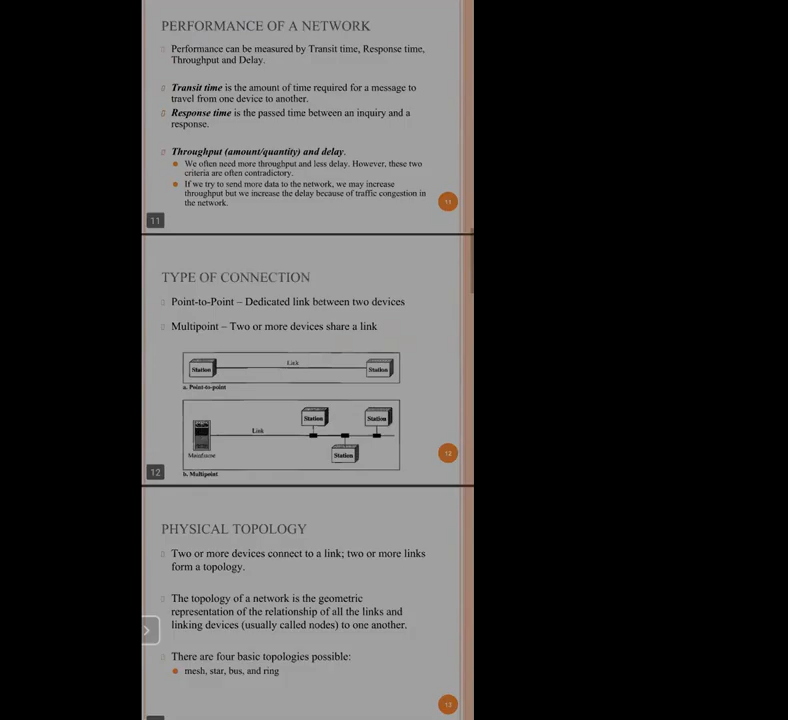 PERFORMANCE OF A NETWORK
Performance can be measured by Transit time, Response time,
Throughput and Delay.
Transit time is the amount of time required for a message to
travel from one device to another.
Response time is the passed time between an inquiry and a
response.
Throughput (amount/quantity) and delay.
We often need more throughput and less delay. However, these two
criteria are often contradictory.
If we try to send more data to the network, we may increase
throughput but we increase the delay because of traffic congestion in
the network.
11
11
TYPE OF CONNECTION
Point-to-Point – Dedicated link between two devices
Multipoint – Two or more devices share a link
Link
Station
Station
a. Point-to-point
Station
Station
Link
Mainframe
Station
b. Multipoint
12
12
PHYSICAL TOPOLOGY
Two or more devices connect to a link; two or more links
form a topology.
The topology of a network is the geometric
representation of the relationship of all the links and
linking devices (usually called nodes) to one another.
There are four basic topologies possible:
mesh, star, bus, and ring
13